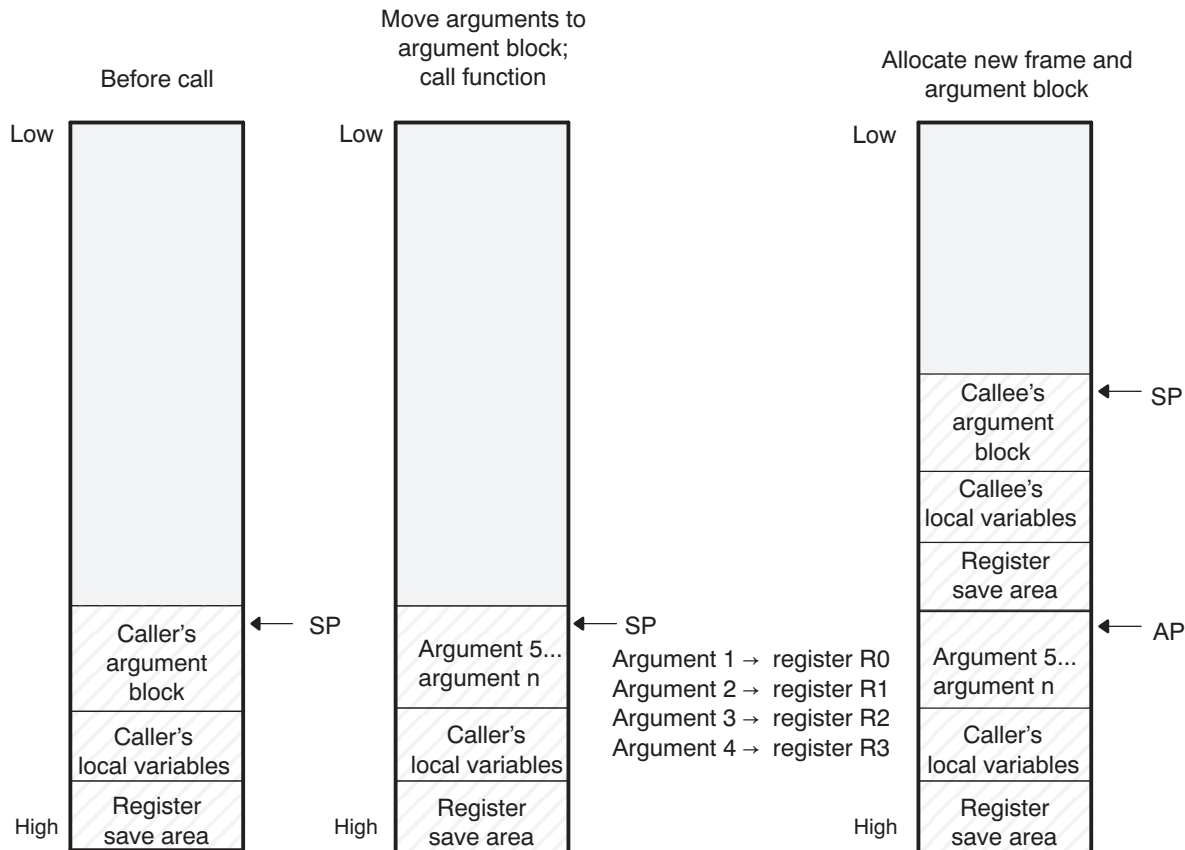 Before call
Low
SP
Caller's
argument
block
Caller's
local variables
Register
save area
High
Move arguments to
argument block;
call function
Low
SP
Argument 5...
argument n
Argument 1 → register R0
Argument 2 → register R1
Argument 3 → register R2
Argument 4 → register R3
Caller's
local variables
Register
save area
High
Allocate new frame and
argument block
Low
SP
Callee's
argument
block
Callee's
local variables
Register
save area
AP
Argument 5...
argument n
Caller's
local variables
Register
save area
High